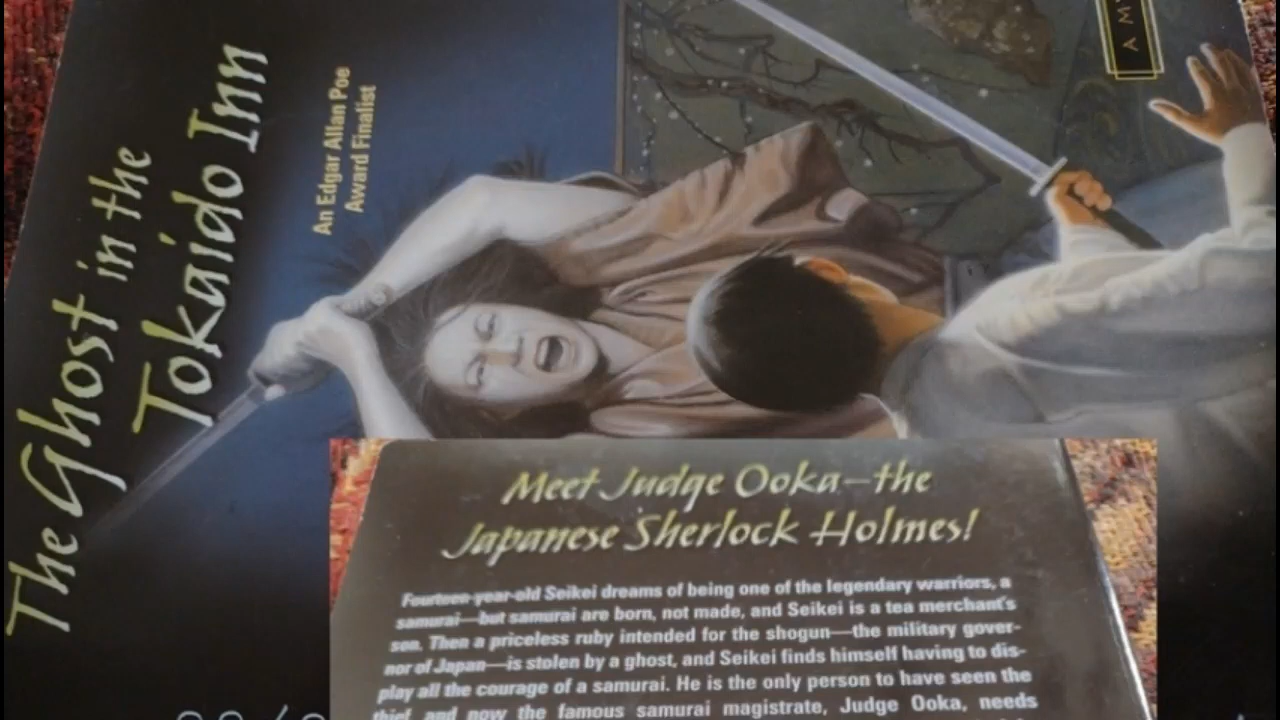 The Ghost in the
Tokaido Inn
An Edgar Allan Poe
Award Finalist
A
Meet Judge Ooka—the
Japanese Sherlock Holmes!
Fourteen-year-old Seikei dreams of being one of the legendary warriors, a
samurai—but samurai are born, not made, and Seikei is a tea merchant's
son. Then a priceless ruby intended for the shogun—the military gover-
nor of Japan—is stolen by a ghost, and Seikei finds himself having to dis-
play all the courage of a samurai. He is the only person to have seen the
thief, and now the famous samurai magistrate, Judge Ooka, needs